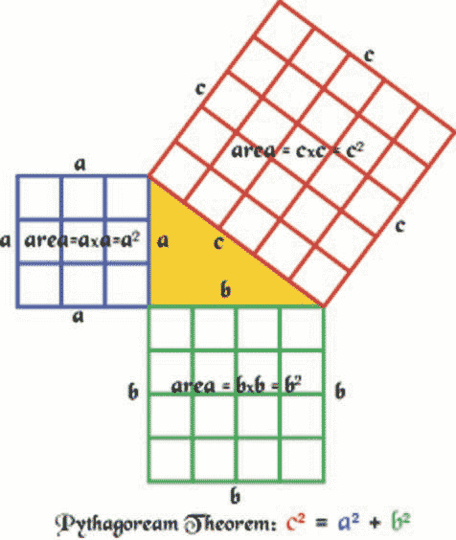 c
c
area = cxc = c²
a
a
area=axa=a²
a
c
c
b
a
b
area = bxb = b²
b
b
Pythagoream Theorem: c² = a² + b²